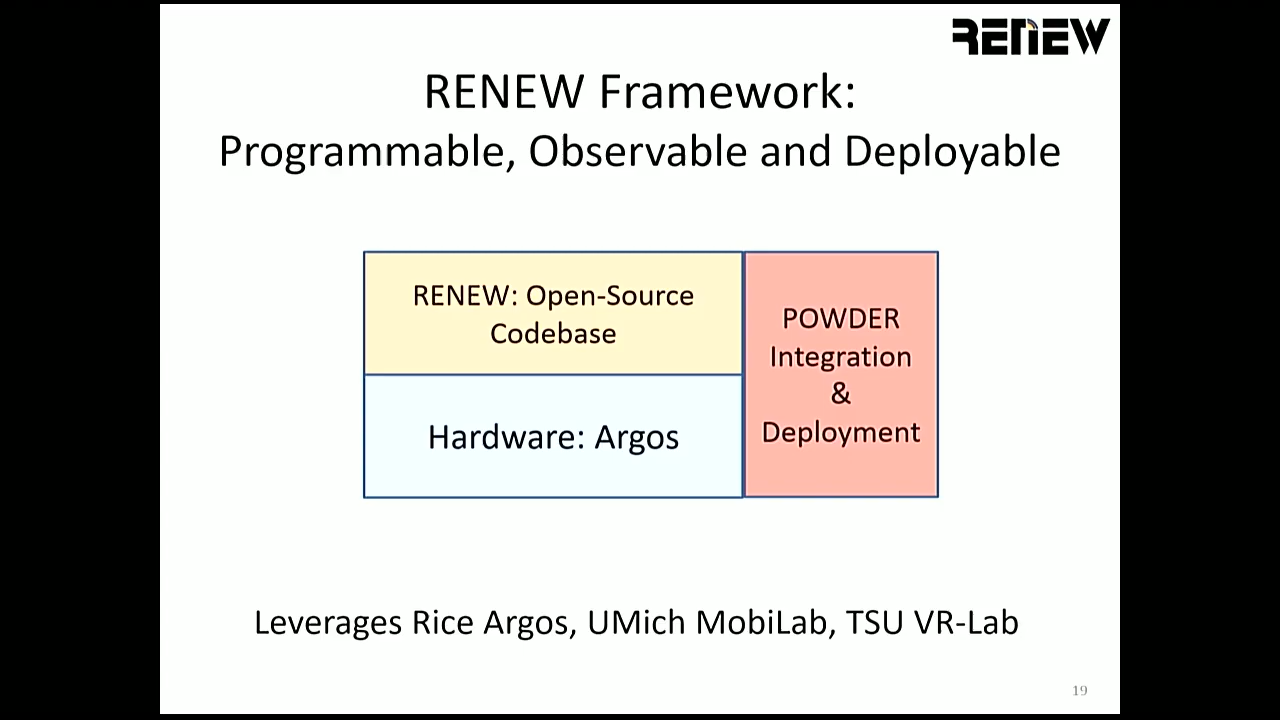 RENEW
RENEW Framework:
Programmable, Observable and Deployable
RENEW: Open-Source
Codebase
Hardware: Argos
POWDER
Integration
&
Deployment
Leverages Rice Argos, UMich MobiLab, TSU VR-Lab
19